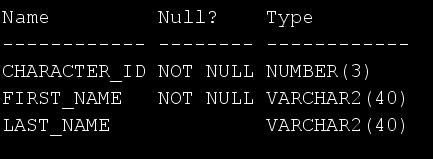 Name         Null?    Type
------------ -------- ------------
CHARACTER_ID NOT NULL NUMBER(3)
FIRST_NAME   NOT NULL VARCHAR2(40)
LAST_NAME             VARCHAR2(40)